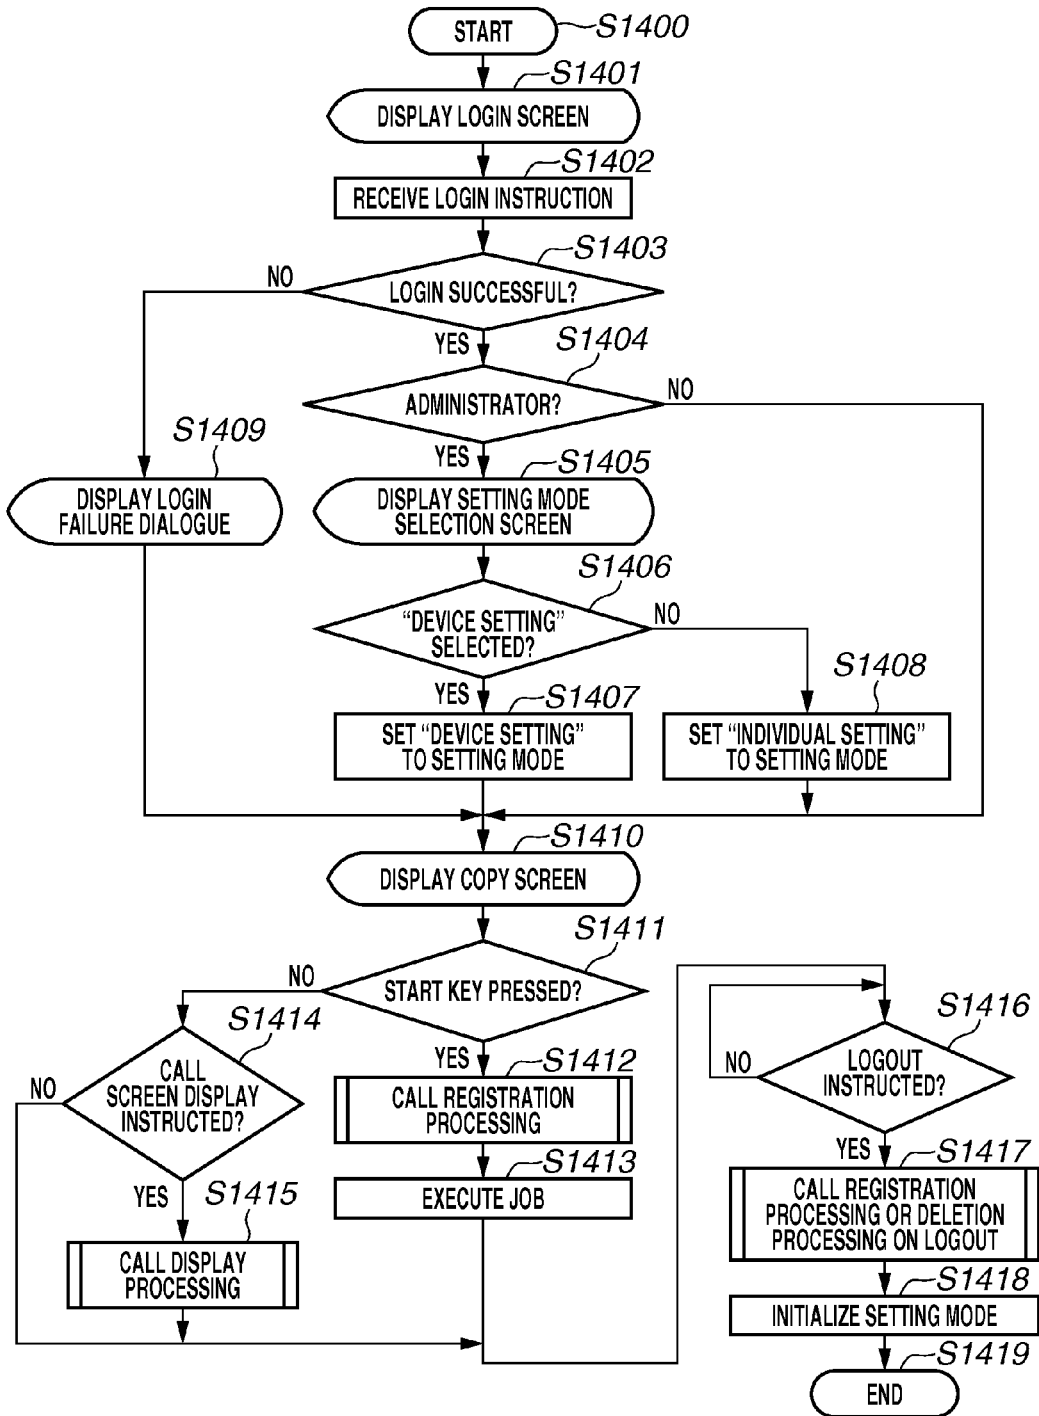 START
S1400
S1401
DISPLAY LOGIN SCREEN
S1402
RECEIVE LOGIN INSTRUCTION
S1403
NO
LOGIN SUCCESSFUL?
YES
S1404
ADMINISTRATOR?
NO
YES
S1409
DISPLAY LOGIN
FAILURE DIALOGUE
S1405
DISPLAY SETTING MODE
SELECTION SCREEN
S1406
“DEVICE SETTING”
SELECTED?
NO
YES
S1407
SET “DEVICE SETTING”
TO SETTING MODE
S1408
SET “INDIVIDUAL SETTING”
TO SETTING MODE
S1410
DISPLAY COPY SCREEN
S1411
NO
START KEY PRESSED?
YES
S1414
NO
CALL
SCREEN DISPLAY
INSTRUCTED?
YES
S1415
CALL DISPLAY
PROCESSING
S1412
CALL REGISTRATION
PROCESSING
S1413
EXECUTE JOB
S1416
NO
LOGOUT
INSTRUCTED?
YES
S1417
CALL REGISTRATION
PROCESSING OR DELETION
PROCESSING ON LOGOUT
S1418
INITIALIZE SETTING MODE
S1419
END